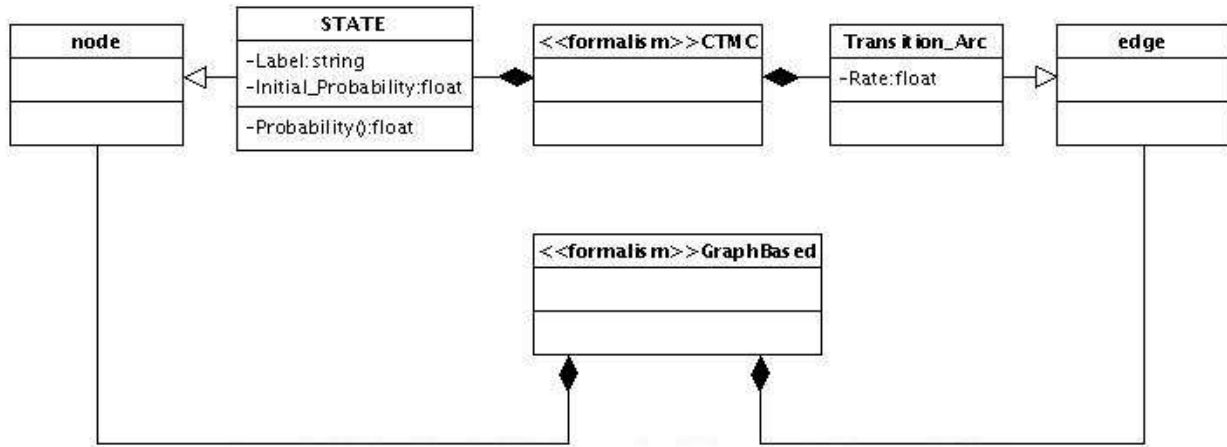 node
STATE
-Label: string
-Initial_Probability:float
-Probability():float
<<formalism>>CTMC
Transition_Arc
-Rate:float
edge
<<formalism>>GraphBased